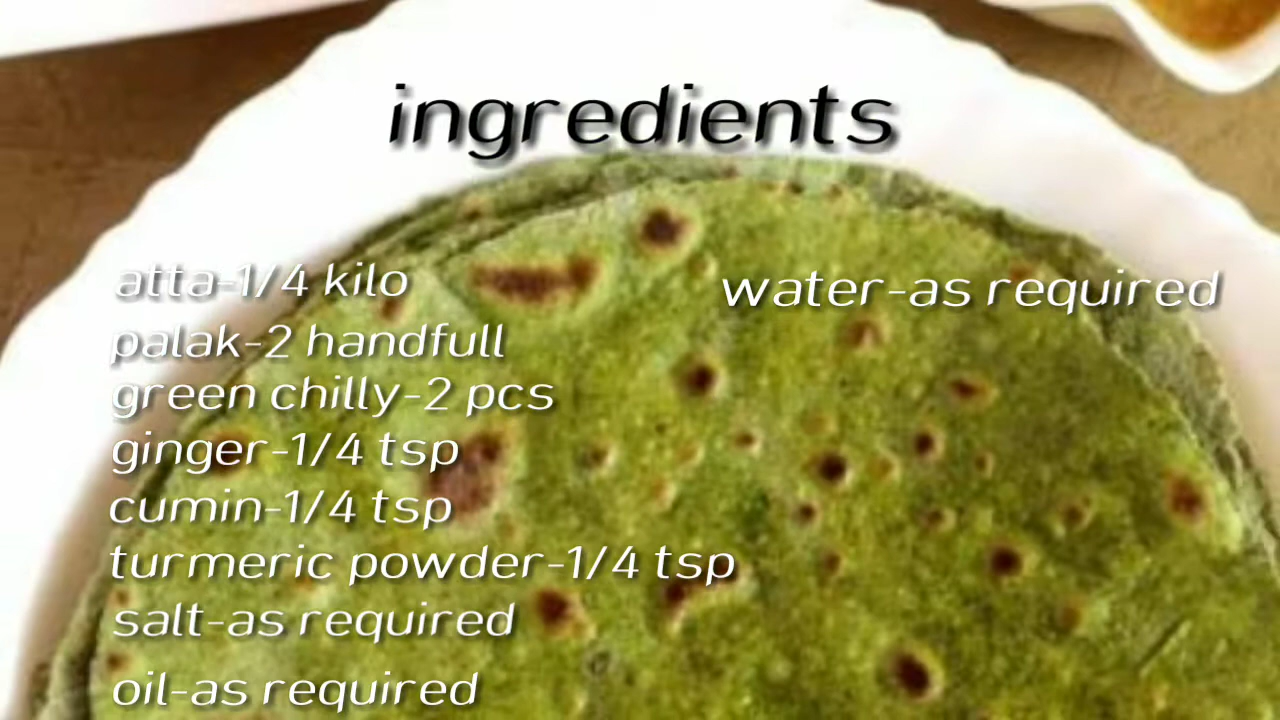 ingredients
atta-1/4 kilo
palak-2 handfull
green chilly-2 pcs
ginger-1/4 tsp
cumin-1/4 tsp
turmeric powder-1/4 tsp
salt-as required
oil-as required
water-as required